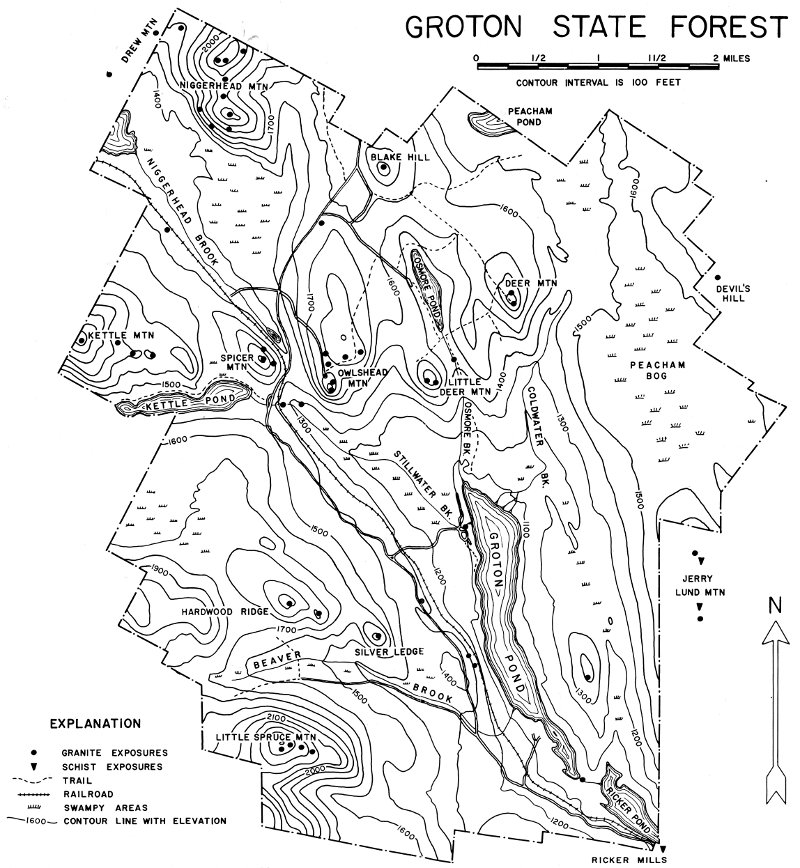 GROTON STATE FOREST
0 1/2 1 1 1/2 2 MILES
CONTOUR INTERVAL IS 100 FEET
DREW MTN
2000
NIGGERHEAD MTN
1400
1700
PEACHAM
POND
BLAKE HILL
NIGGERHEAD BROOK
1600
1600
OSMORE POND
DEER MTN
DEVIL'S
HILL
1700
1600
1500
KETTLE MTN
SPICER
MTN
OWLSHEAD
MTN
LITTLE
DEER MTN
1400
PEACHAM
BOG
1500
KETTLE POND
1300
OSMORE BK.
COLDWATER BK.
1300
1600
STILLWATER BK.
1500
1500
1100
GROTON
POND
1200
1900
JERRY
LUND MTN
N
HARDWOOD RIDGE
1700
SILVER LEDGE
BEAVER
BROOK
1400
1500
1300
1200
2100
LITTLE SPRUCE MTN
2000
EXPLANATION
GRANITE EXPOSURES
SCHIST EXPOSURES
TRAIL
RAILROAD
SWAMPY AREAS
1600 CONTOUR LINE WITH ELEVATION
RICKER POND
1200
1600
RICKER MILLS